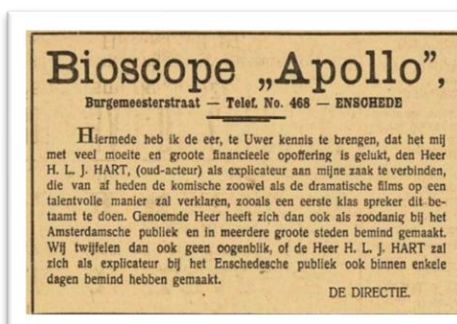 Bioscope „Apollo”,
Burgemeesterstraat — Telef. No. 468 — ENSCHEDE
Hiermede heb ik de eer, te Uwer kennis te brengen, dat het mij
met veel moeite en groote financieele opoffering is gelukt, den Heer
H. L. J. HART, (oud-acteur) als explicateur aan mijne zaak te verbinden,
die van af heden de komische zoowel als de dramatische films op een
talentvolle manier zal verklaren, zooals een eerste klas spreker dit be-
taamt te doen. Genoemde Heer heeft zich dan ook als zoodanig bij het
Amsterdamsche publiek en in meerdere groote steden bemind gemaakt.
Wij twijfelen dan ook geen oogenblik, of de Heer H. L. J. HART zal
zich als explicateur bij het Enschedesche publiek ook binnen enkele
dagen bemind hebben gemaakt.
DE DIRECTIE.